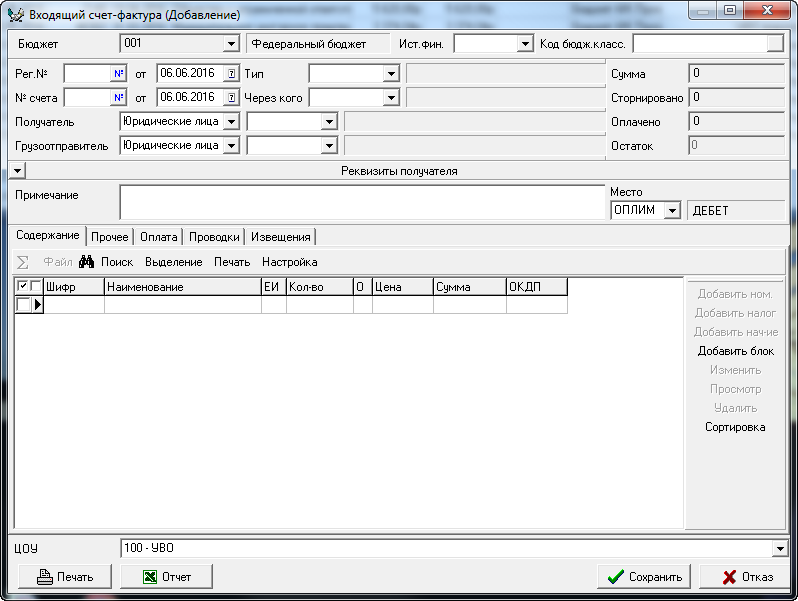 Входящий счет-фактура (Добавление)
Бюджет 001 Федеральный бюджет Ист.фин. Код бюдж.класс.
Рег.№ № от 06.06.2016 ? Тип Сумма 0
№ счета № от 06.06.2016 ? Через кого Сторнировано 0
Получатель Юридические лица Оплачено 0
Грузоотправитель Юридические лица Остаток 0
Реквизиты получателя
Примечание Место
ОПЛИМ ДЕБЕТ
Содержание Прочее Оплата Проводки Извещения
Σ Файл Поиск Выделение Печать Настройка
Шифр Наименование ЕИ Кол-во О Цена Сумма ОКДП
Добавить ном.
Добавить налог
Добавить нач-ие
Добавить блок
Изменить
Просмотр
Удалить
Сортировка
ЦОУ 100 - УВО
Печать Отчет Сохранить Отказ